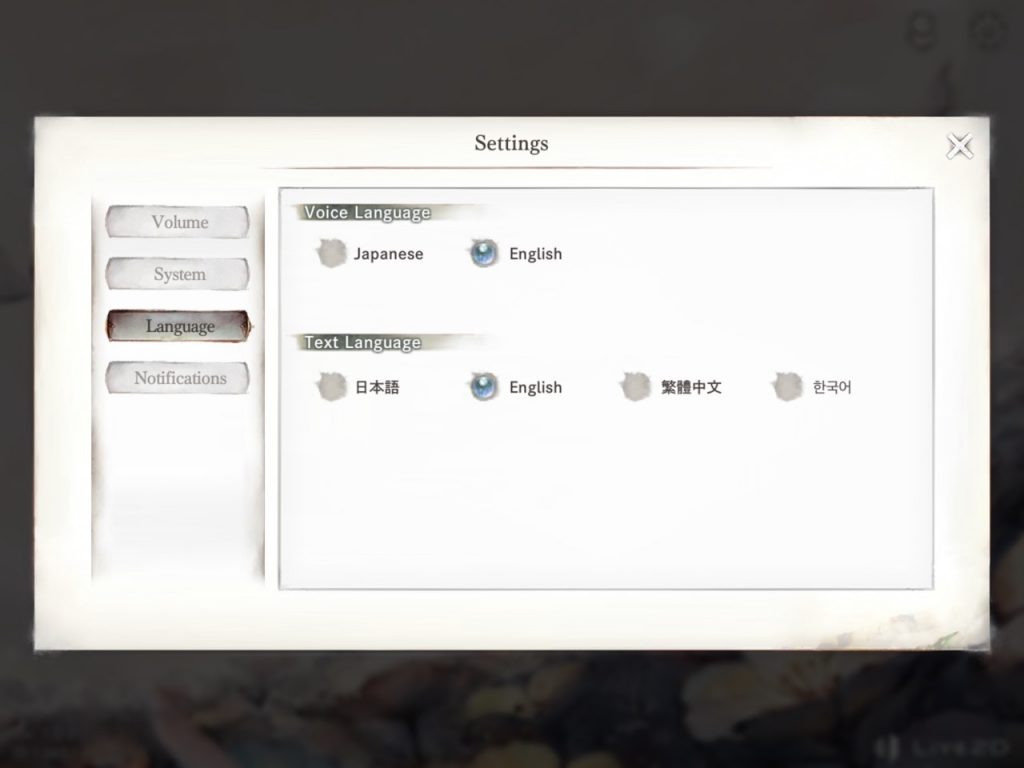 Settings
Volume
System
Language
Notifications
Voice Language
Japanese English
Text Language
日本語 English 繁體中文 한국어
Live2D